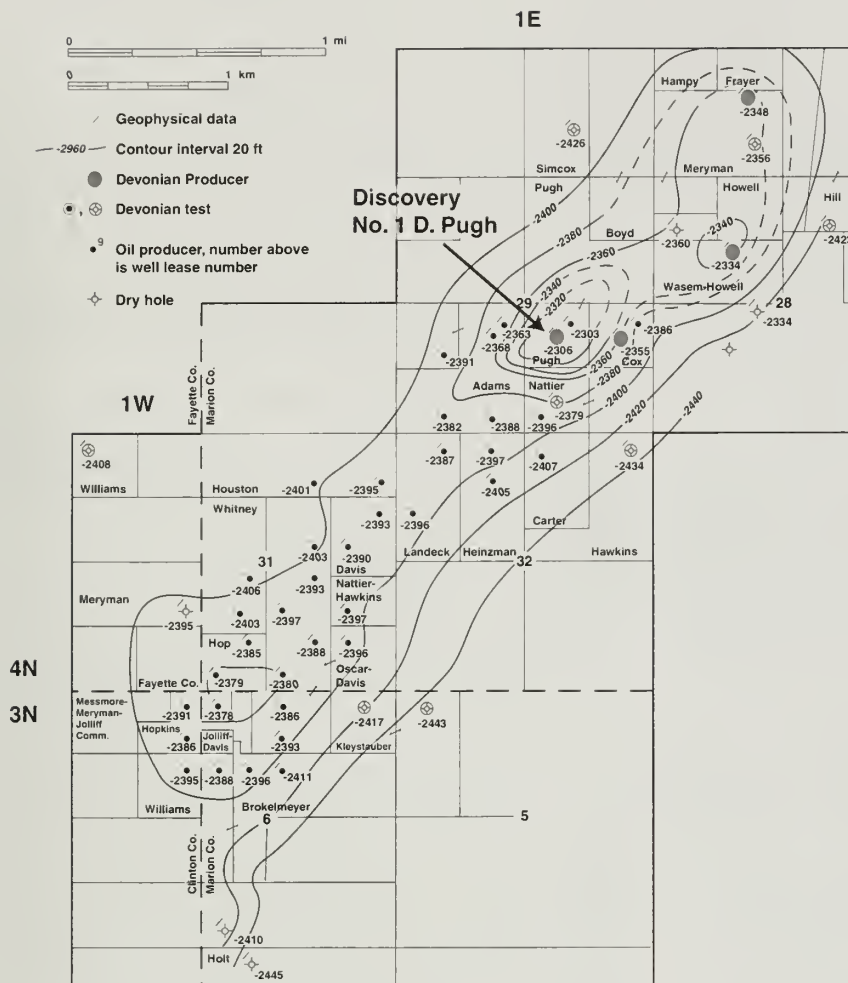 1E
0 1 mi
0 1 km
Geophysical data
-2960 Contour interval 20 ft
Devonian Producer
, Devonian test
9 Oil producer, number above
is well lease number
Dry hole
Hampy Frayer
-2348
-2426
-2356
Simcox
Meryman
Pugh
Howell
Hill
Discovery
No. 1 D. Pugh
-2400
-2380
-2360
Boyd
-2340
-2360
-2334
Wasem-Howell
-2340
-2320
29
28
-2363
-2303
-2386
-2334
-2368
-2306
-2355
-2391
Pugh
Cox
-2360
-2380
-2400
-2420
-2440
Adams Nattier
-2379
1W
Fayette Co.
Marion Co.
-2382
-2388
-2396
-2408
-2387
-2397
-2407
-2434
Williams
Houston
-2401
-2395
-2405
Whitney
-2393
-2396
Carter
31
-2403
-2390
Landeck Heinzman Hawkins
32
Davis
Meryman
-2406
-2393
Nattier-
Hawkins
-2395
-2403
-2397
-2397
Hop
-2385
-2388
-2396
4N
Oscar-
Davis
Fayette Co.
-2379
-2380
3N
Messmore-
Meryman-
Jolliff
Comm.
-2391
-2378
-2386
-2417
-2443
Hopkins
Jolliff-
Davis
-2386
-2393
Kleystauber
-2395
-2388
-2396
-2411
Williams
Brokelmeyer
6
5
Clinton Co.
Marion Co.
-2410
Holt
-2445